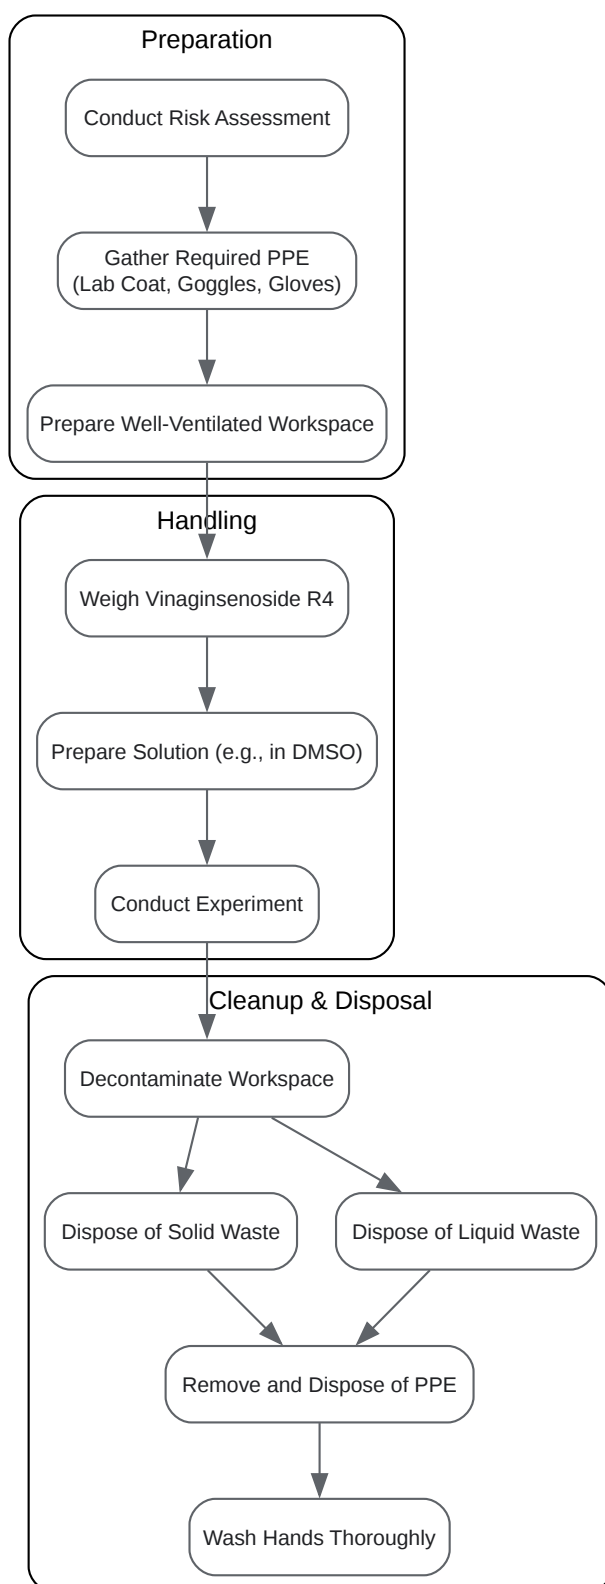 Preparation
Conduct Risk Assessment
Gather Required PPE
(Lab Coat, Goggles, Gloves)
Prepare Well-Ventilated Workspace
Handling
Weigh Vinaginsenoside R4
Prepare Solution (e.g., in DMSO)
Conduct Experiment
Cleanup & Disposal
Decontaminate Workspace
Dispose of Solid Waste
Dispose of Liquid Waste
Remove and Dispose of PPE
Wash Hands Thoroughly